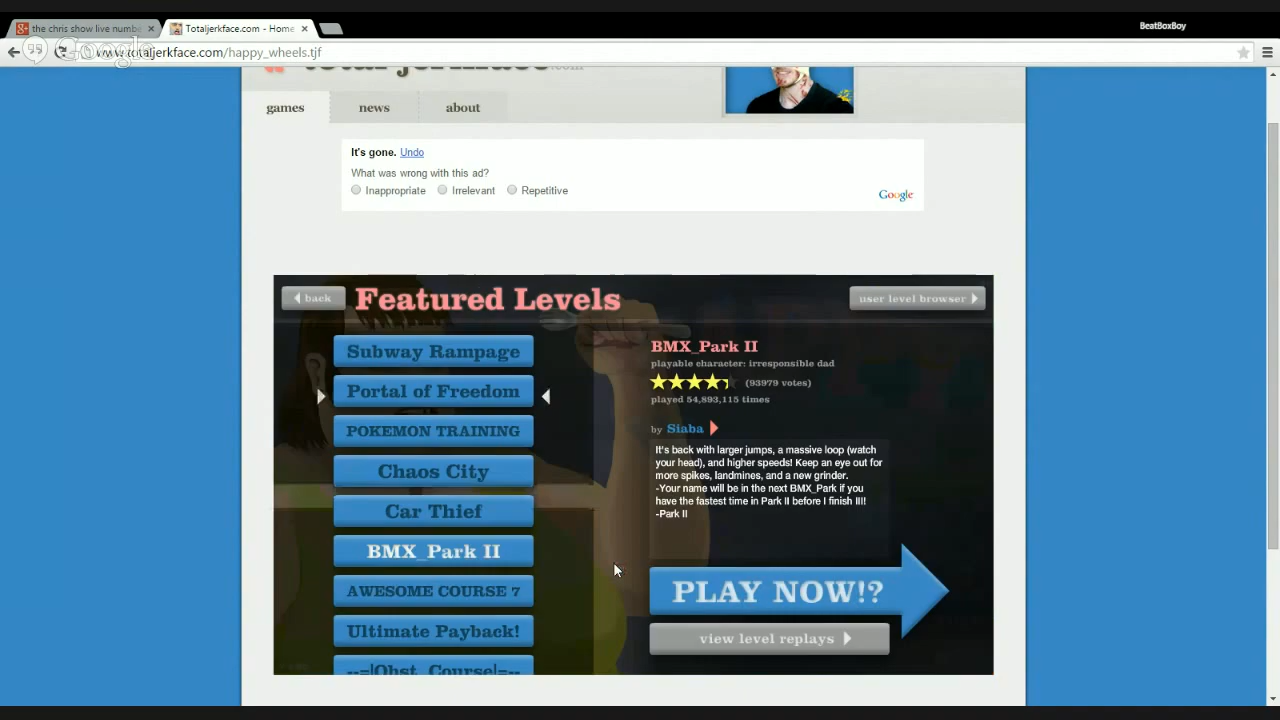 the chris show live numb
Totaljerkface.com - Home
BeatBoxBoy
Google
www.totaljerkface.com/happy_wheels.tjf
total jerkface.com
games
news
about
It's gone. Undo
What was wrong with this ad?
Inappropriate
Irrelevant
Repetitive
Google
back
Featured Levels
user level browser
Subway Rampage
Portal of Freedom
POKEMON TRAINING
Chaos City
Car Thief
BMX_Park II
AWESOME COURSE 7
Ultimate Payback!
--=|Obst. Course|=--
BMX_Park II
playable character: irresponsible dad
(93979 votes)
played 54,893,115 times
by Siaba
It's back with larger jumps, a massive loop (watch
your head), and higher speeds! Keep an eye out for
more spikes, landmines, and a new grinder.
-Your name will be in the next BMX_Park if you
have the fastest time in Park II before I finish III!
-Park II
PLAY NOW!?
view level replays